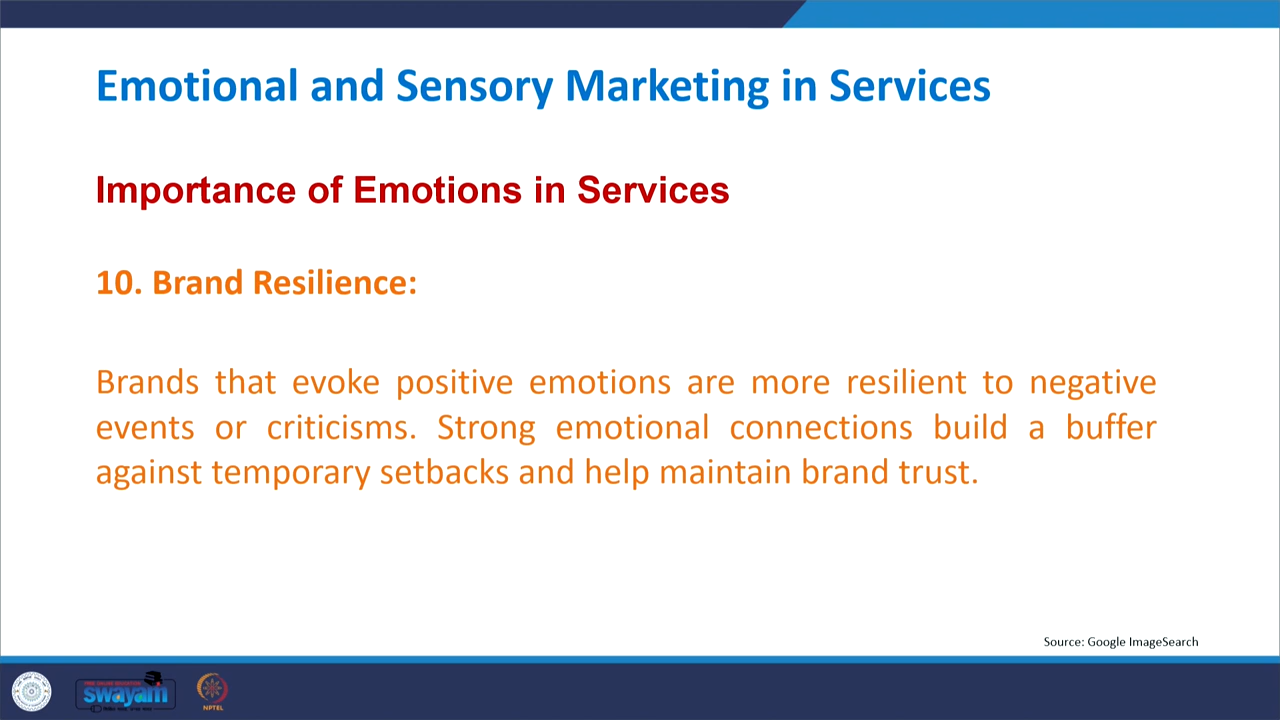 Emotional and Sensory Marketing in Services
Importance of Emotions in Services
10. Brand Resilience:
Brands that evoke positive emotions are more resilient to negative
events or criticisms. Strong emotional connections build a buffer
against temporary setbacks and help maintain brand trust.
Source: Google ImageSearch
swayam
NPTEL